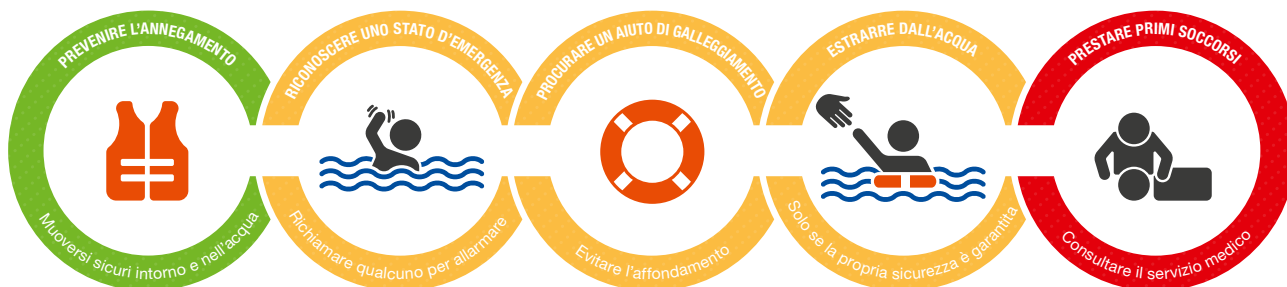 PREVENIRE L'ANNEGAMENTO
Muoversi sicuri intorno e nell'acqua
RICONOSCERE UNO STATO D'EMERGENZA
Richiamare qualcuno per allarmare
PROCURARE UN AIUTO DI GALLEGGIAMENTO
Evitare l'affondamento
ESTRARRE DALL'ACQUA
Solo se la propria sicurezza è garantita
PRESTARE PRIMI SOCCORSI
Consultare il servizio medico